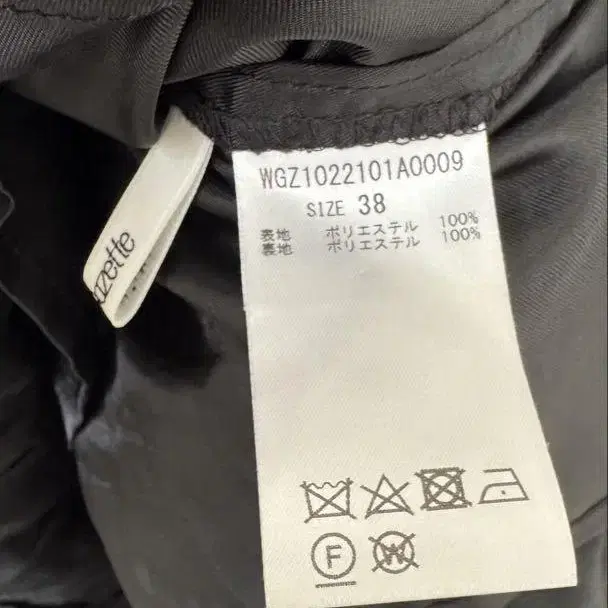 WGZ1022101A0009
SIZE 38
表地 ポリエステル 100%
裏地 ポリエステル 100%
zette
F
W